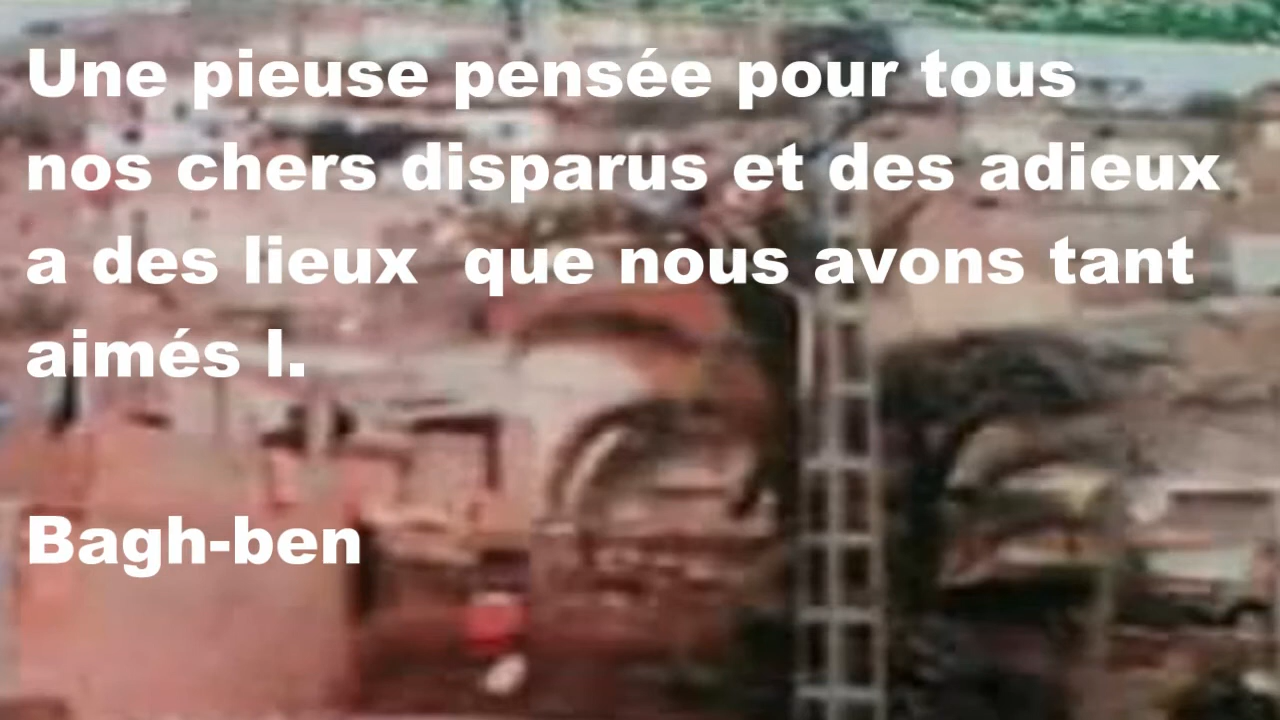 Une pieuse pensée pour tous
nos chers disparus et des adieux
a des lieux  que nous avons tant
aimés l.
Bagh-ben